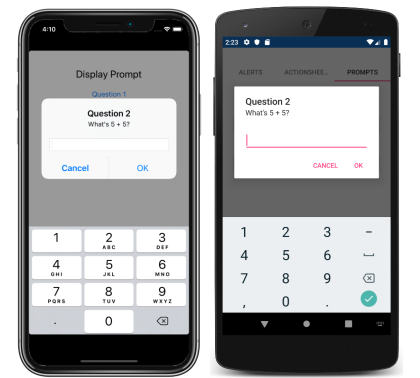 4:10
Display Prompt
Question 1
Question 2
What's 5 + 5?
Cancel OK
1 2 3
ABC DEF
4 5 6
GHI JKL MNO
7 8 9
PQRS TUV WXYZ
. 0
2:23
ALERTS ACTIONSHEE... PROMPTS
Question 2
What's 5 + 5?
CANCEL OK
1 2 3 –
4 5 6
7 8 9
, 0 .